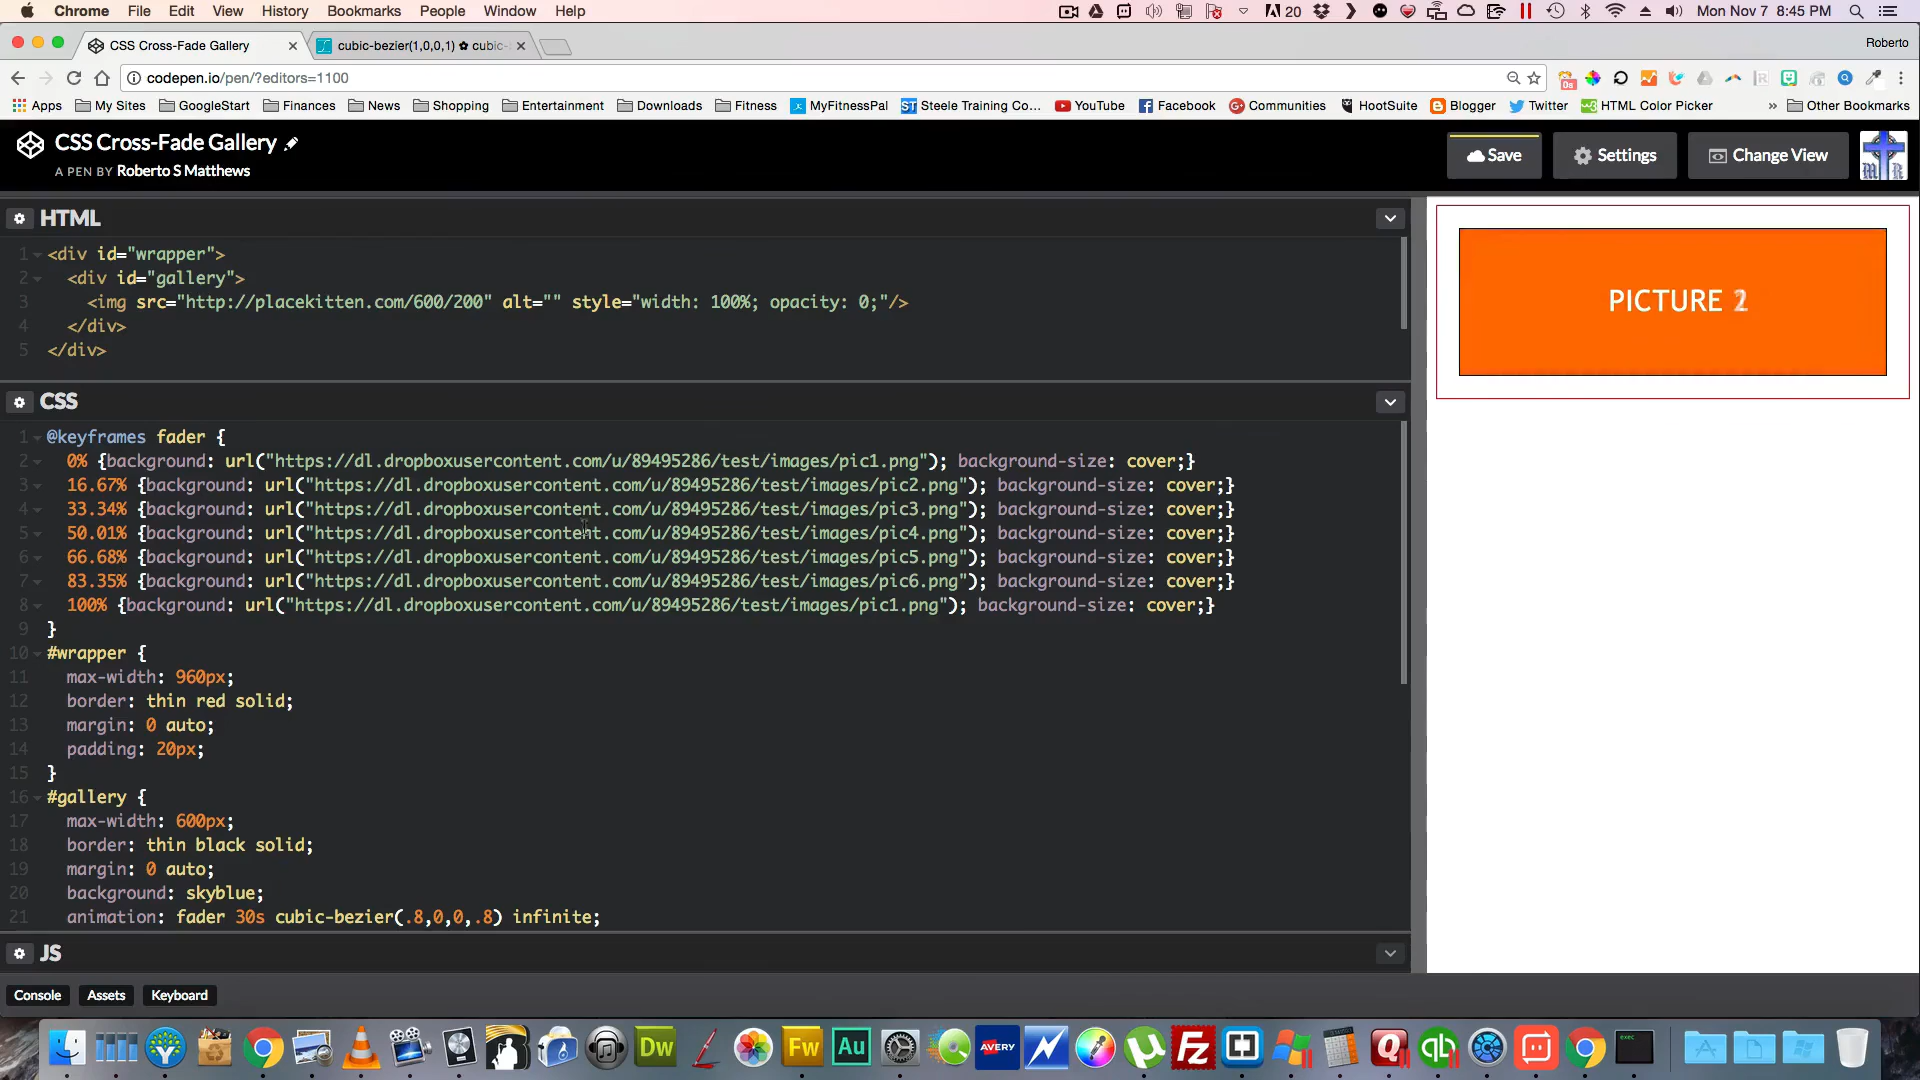 Chrome File Edit View History Bookmarks People Window Help 20 Mon Nov 7 8:45 PM
CSS Cross-Fade Gallery cubic-bezier(1,0,0,1) ✿ cubic- Roberto
codepen.io/pen/?editors=1100
Apps My Sites GoogleStart Finances News Shopping Entertainment Downloads Fitness MyFitnessPal Steele Training Co... YouTube Facebook Communities HootSuite Blogger Twitter HTML Color Picker » Other Bookmarks
CSS Cross-Fade Gallery
A PEN BY Roberto S Matthews
Save Settings Change View
HTML
1 <div id="wrapper">
2 <div id="gallery">
3 <img src="http://placekitten.com/600/200" alt="" style="width: 100%; opacity: 0;"/>
4 </div>
5 </div>
PICTURE 2
CSS
1 @keyframes fader {
2 0% {background: url("https://dl.dropboxusercontent.com/u/89495286/test/images/pic1.png"); background-size: cover;}
3 16.67% {background: url("https://dl.dropboxusercontent.com/u/89495286/test/images/pic2.png"); background-size: cover;}
4 33.34% {background: url("https://dl.dropboxusercontent.com/u/89495286/test/images/pic3.png"); background-size: cover;}
5 50.01% {background: url("https://dl.dropboxusercontent.com/u/89495286/test/images/pic4.png"); background-size: cover;}
6 66.68% {background: url("https://dl.dropboxusercontent.com/u/89495286/test/images/pic5.png"); background-size: cover;}
7 83.35% {background: url("https://dl.dropboxusercontent.com/u/89495286/test/images/pic6.png"); background-size: cover;}
8 100% {background: url("https://dl.dropboxusercontent.com/u/89495286/test/images/pic1.png"); background-size: cover;}
9 }
10 #wrapper {
11 max-width: 960px;
12 border: thin red solid;
13 margin: 0 auto;
14 padding: 20px;
15 }
16 #gallery {
17 max-width: 600px;
18 border: thin black solid;
19 margin: 0 auto;
20 background: skyblue;
21 animation: fader 30s cubic-bezier(.8,0,0,.8) infinite;
JS
Console Assets Keyboard
Dw Fw Au AVERY Fz Q qb